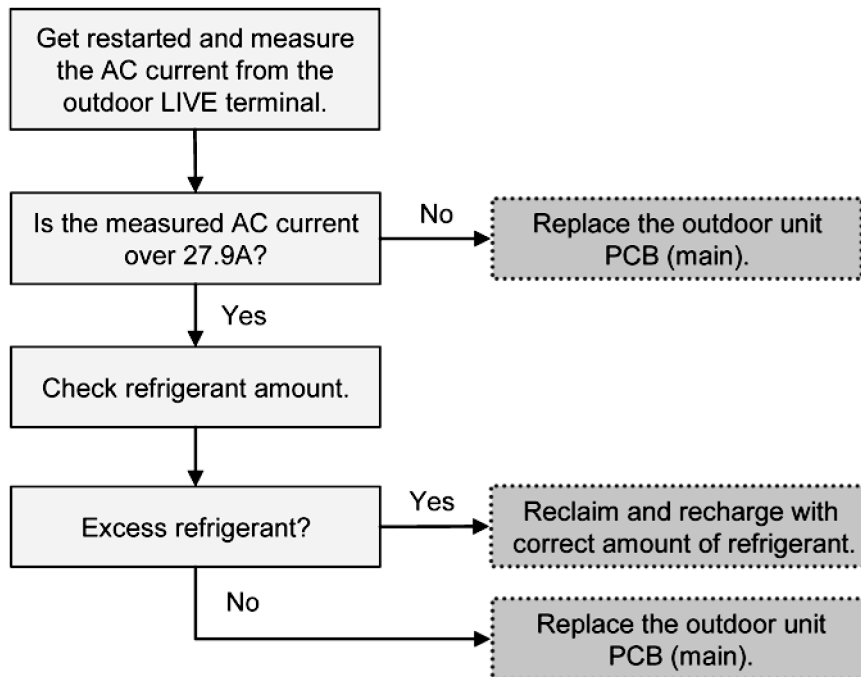 Get restarted and measure
the AC current from the
outdoor LIVE terminal.
Is the measured AC current
over 27.9A?
No
Replace the outdoor unit
PCB (main).
Yes
Check refrigerant amount.
Excess refrigerant?
Yes
Reclaim and recharge with
correct amount of refrigerant.
No
Replace the outdoor unit
PCB (main).